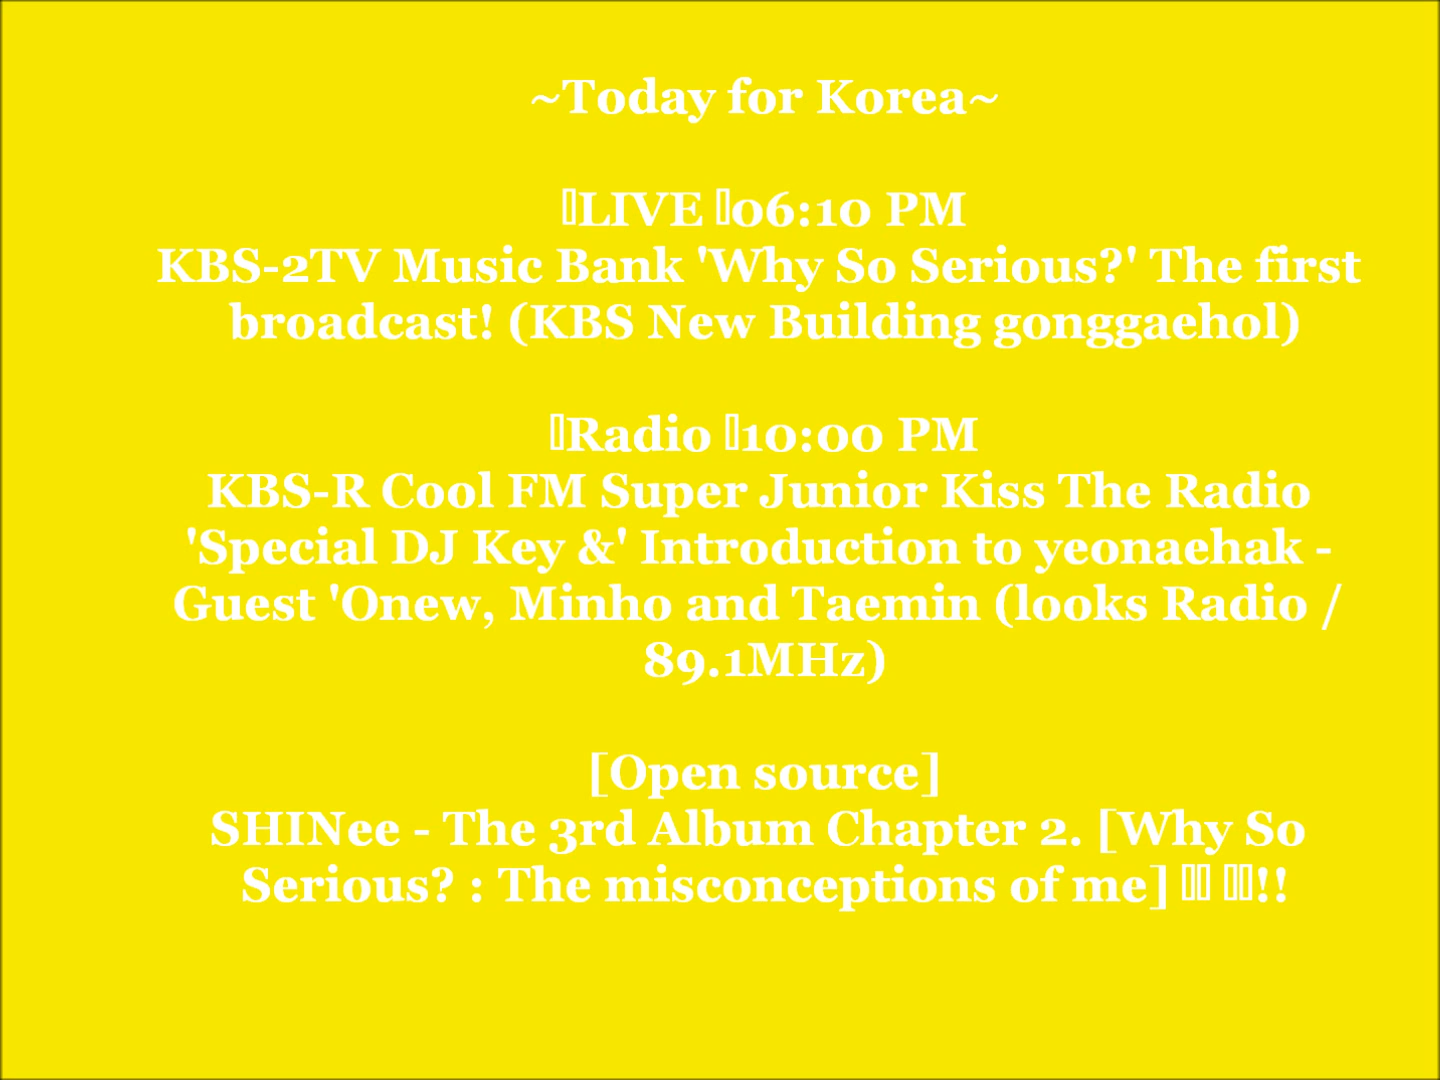 ~Today for Korea~
LIVE 06:10 PM
KBS-2TV Music Bank 'Why So Serious?' The first
broadcast! (KBS New Building gonggaehol)
Radio 10:00 PM
KBS-R Cool FM Super Junior Kiss The Radio
'Special DJ Key &' Introduction to yeonaehak -
Guest 'Onew, Minho and Taemin (looks Radio /
89.1MHz)
[Open source]
SHINee - The 3rd Album Chapter 2. [Why So
Serious? : The misconceptions of me] !!